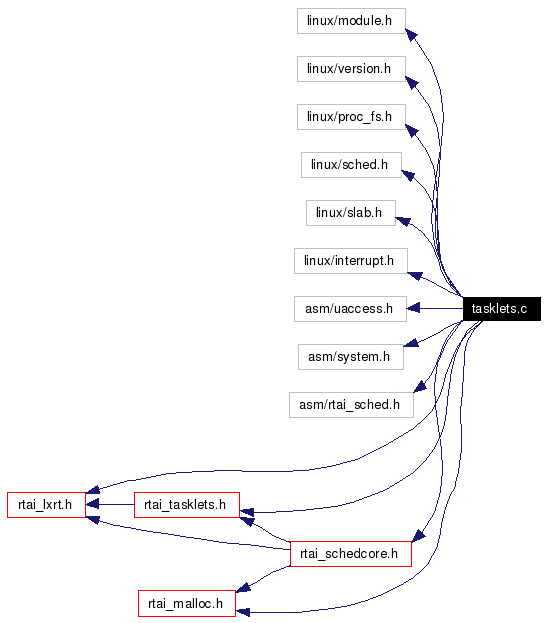 linux/module.h
linux/version.h
linux/proc_fs.h
linux/sched.h
linux/slab.h
linux/interrupt.h
asm/uaccess.h
tasklets.c
asm/system.h
asm/rtai_sched.h
rtai_lxrt.h
rtai_tasklets.h
rtai_schedcore.h
rtai_malloc.h